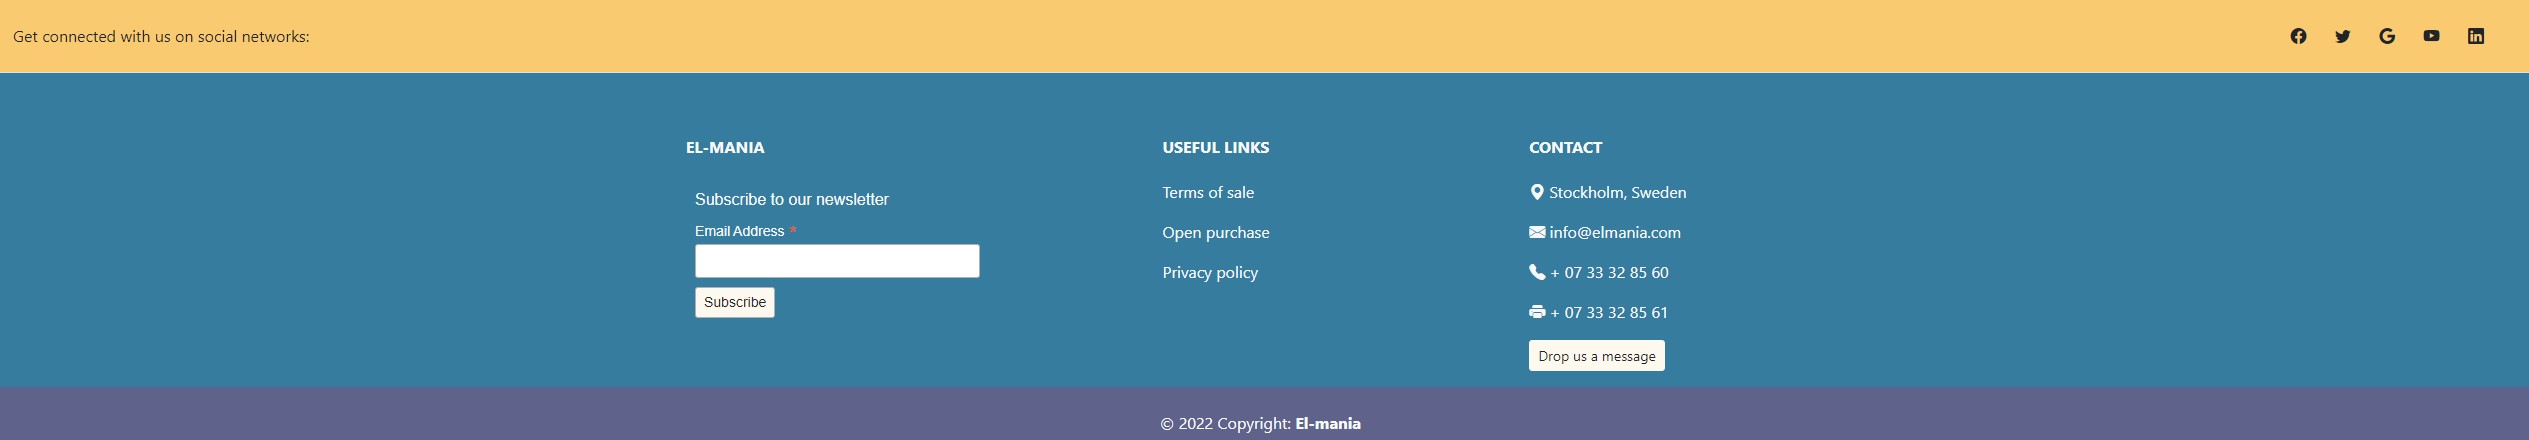 Get connected with us on social networks:
EL-MANIA
Subscribe to our newsletter
Email Address *
Subscribe
USEFUL LINKS
Terms of sale
Open purchase
Privacy policy
CONTACT
Stockholm, Sweden
info@elmania.com
+ 07 33 32 85 60
+ 07 33 32 85 61
Drop us a message
© 2022 Copyright: El-mania